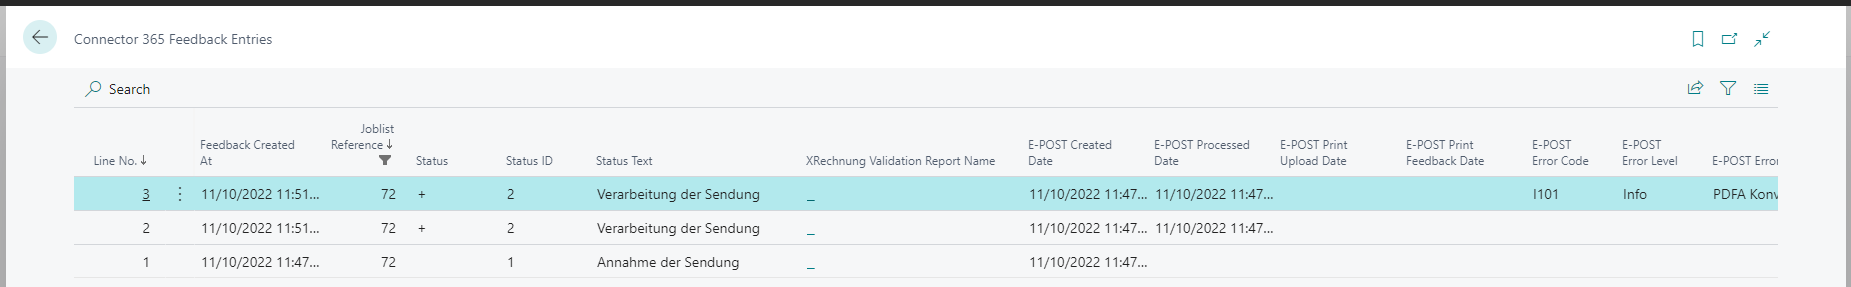 Connector 365 Feedback Entries
Search
Line No. ↓
Feedback Created At
Joblist Reference ↓
Status
Status ID
Status Text
XRechnung Validation Report Name
E-POST Created Date
E-POST Processed Date
E-POST Print Upload Date
E-POST Print Feedback Date
E-POST Error Code
E-POST Error Level
E-POST Error
3 11/10/2022 11:51... 72 + 2 Verarbeitung der Sendung _ 11/10/2022 11:47... 11/10/2022 11:47... I101 Info PDFA Konv
2 11/10/2022 11:51... 72 + 2 Verarbeitung der Sendung _ 11/10/2022 11:47... 11/10/2022 11:47...
1 11/10/2022 11:47... 72 1 Annahme der Sendung _ 11/10/2022 11:47...